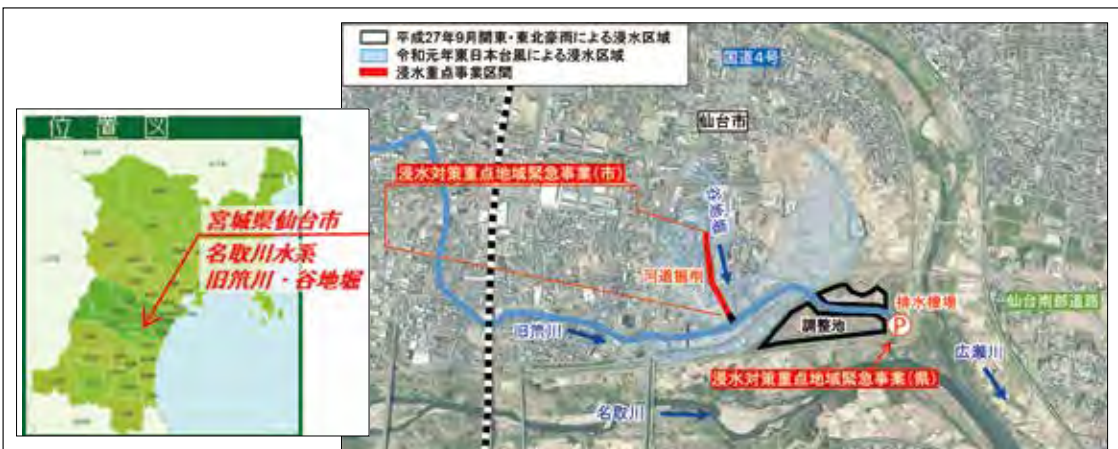 位置図
宮城県仙台市
名取川水系
旧笊川・谷地堀
平成27年9月関東・東北豪雨による浸水区域
令和元年東日本台風による浸水区域
浸水重点事業区間
国道4号
仙台市
浸水対策重点地域緊急事業(市)
谷地堀
河道掘削
排水機場
仙台南部道路
旧笊川
調整池
P
広瀬川
浸水対策重点地域緊急事業(県)
名取川